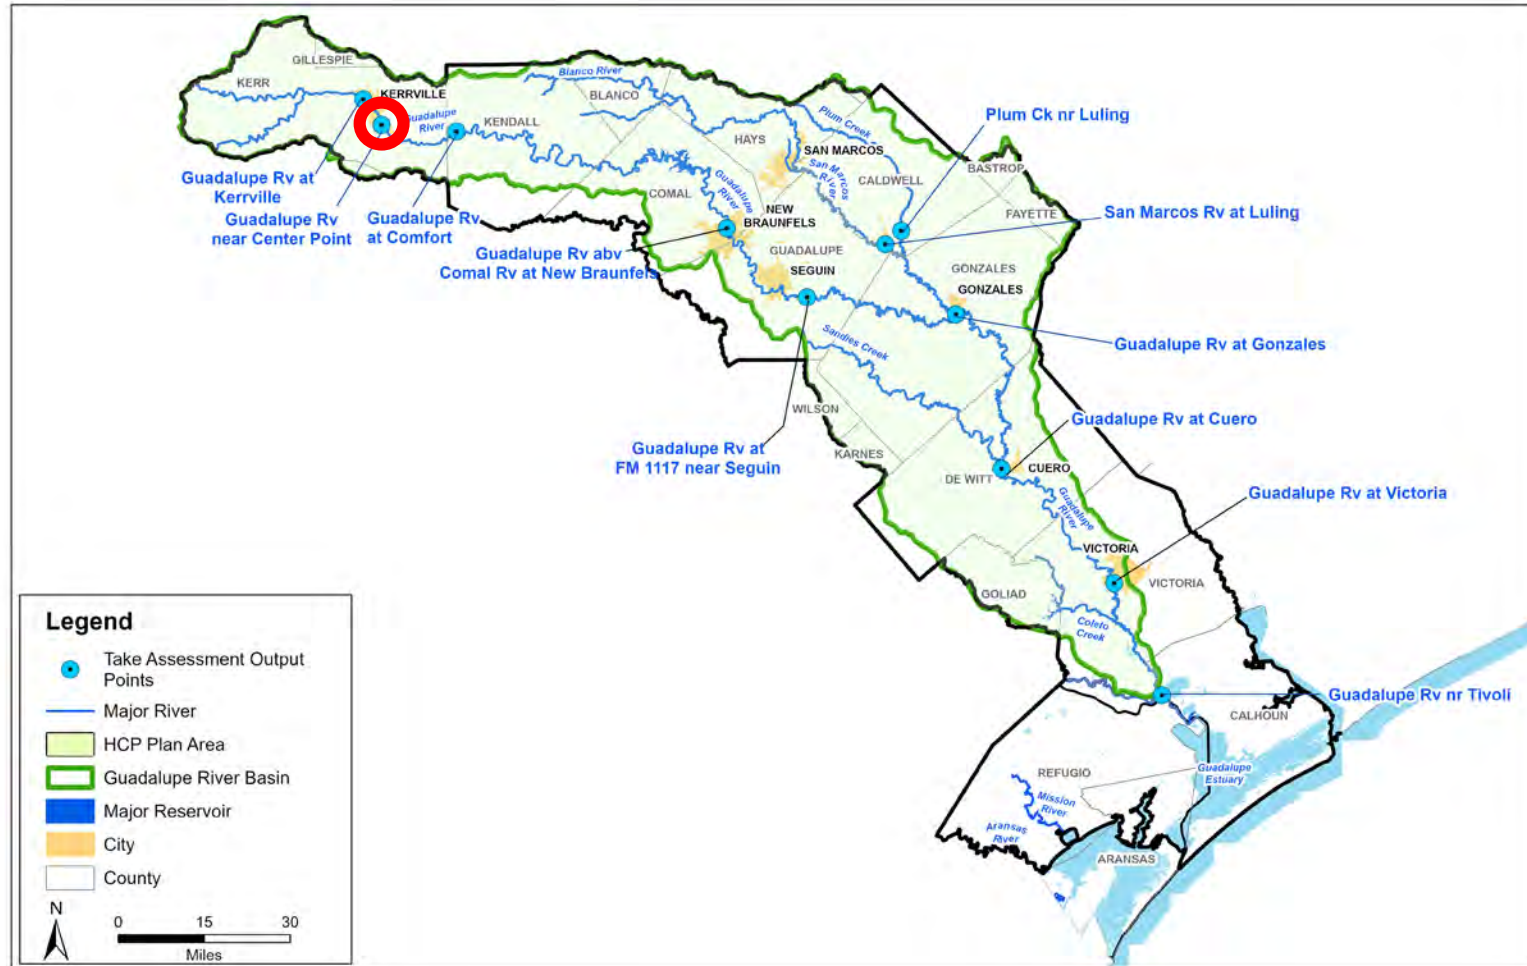 GILLESPIE
KERR
KERRVILLE
Guadalupe
River
KENDALL
Blanco River
BLANCO
HAYS
Plum Creek
SAN MARCOS
San Marcos
River
CALDWELL
BASTROP
FAYETTE
Plum Ck nr Luling
San Marcos Rv at Luling
Guadalupe Rv at
Kerrville
Guadalupe Rv
near Center Point
Guadalupe Rv
at Comfort
COMAL
Guadalupe
River
NEW
BRAUNFELS
Guadalupe Rv abv
Comal Rv at New Braunfels
GUADALUPE
SEGUIN
GONZALES
GONZALES
Guadalupe Rv at Gonzales
Sandies Creek
WILSON
KARNES
Guadalupe Rv at
FM 1117 near Seguin
Guadalupe Rv at Cuero
DE WITT
CUERO
Guadalupe
River
Guadalupe Rv at Victoria
VICTORIA
VICTORIA
GOLIAD
Coleto
Creek
Guadalupe Rv nr Tivoli
CALHOUN
Guadalupe
Estuary
REFUGIO
Mission
River
Aransas
River
ARANSAS
Legend
Take Assessment Output
Points
Major River
HCP Plan Area
Guadalupe River Basin
Major Reservoir
City
County
N
0 15 30
Miles